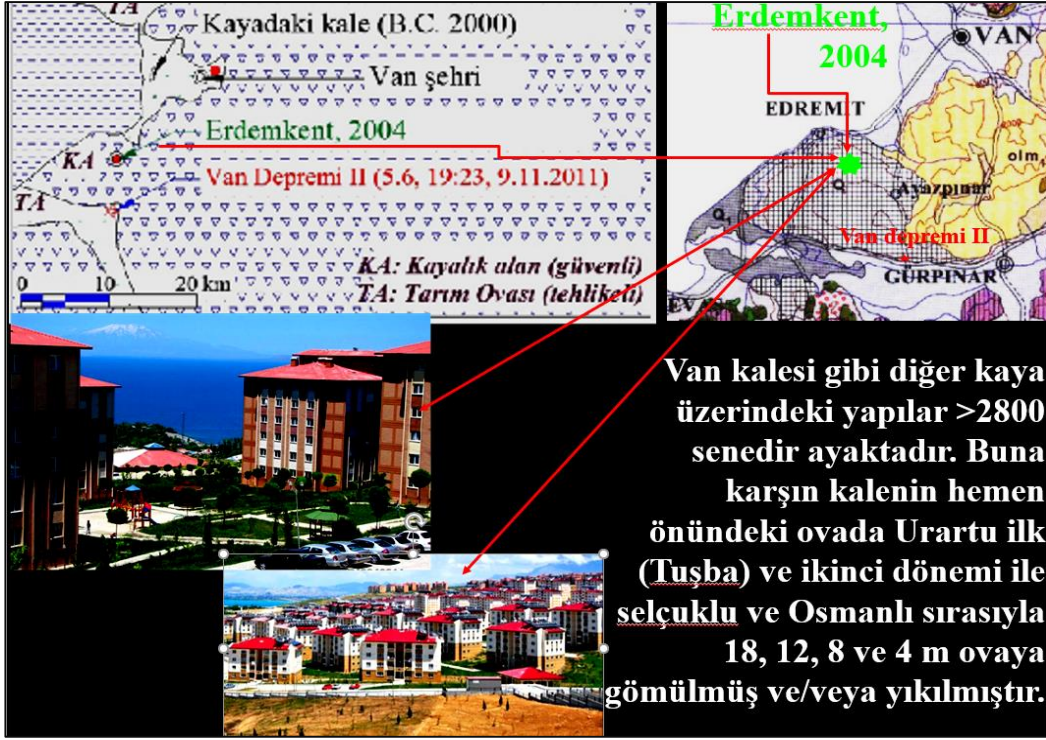 TA
Kayadaki kale (B.C. 2000)
Van şehri
Erdemkent, 2004
KA
Van Depremi II (5.6, 19:23, 9.11.2011)
TA
KA: Kayalık alan (güvenli)
0 10 20 km
TA: Tarım Ovası (tehlikeli)
Erdemkent,
2004
VAN
EDREMİT
olm
Q
Ayazpınar
Q1
Van depremi II
GÜRPINAR
Van kalesi gibi diğer kaya
üzerindeki yapılar >2800
senedir ayaktadır. Buna
karşın kalenin hemen
önündeki ovada Urartu ilk
(Tuşba) ve ikinci dönemi ile
selçuklu ve Osmanlı sırasıyla
18, 12, 8 ve 4 m ovaya
gömülmüş ve/veya yıkılmıştır.